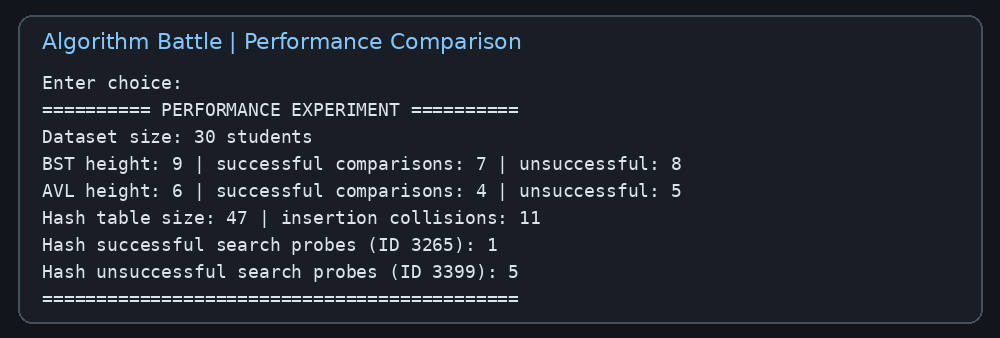 Algorithm Battle | Performance Comparison
Enter choice:
========== PERFORMANCE EXPERIMENT ==========
Dataset size: 30 students
BST height: 9 | successful comparisons: 7 | unsuccessful: 8
AVL height: 6 | successful comparisons: 4 | unsuccessful: 5
Hash table size: 47 | insertion collisions: 11
Hash successful search probes (ID 3265): 1
Hash unsuccessful search probes (ID 3399): 5
============================================